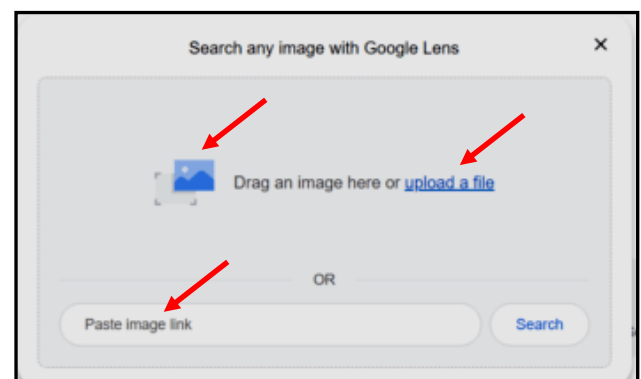 Search any image with Google Lens
Drag an image here or upload a file
OR
Paste image link
Search